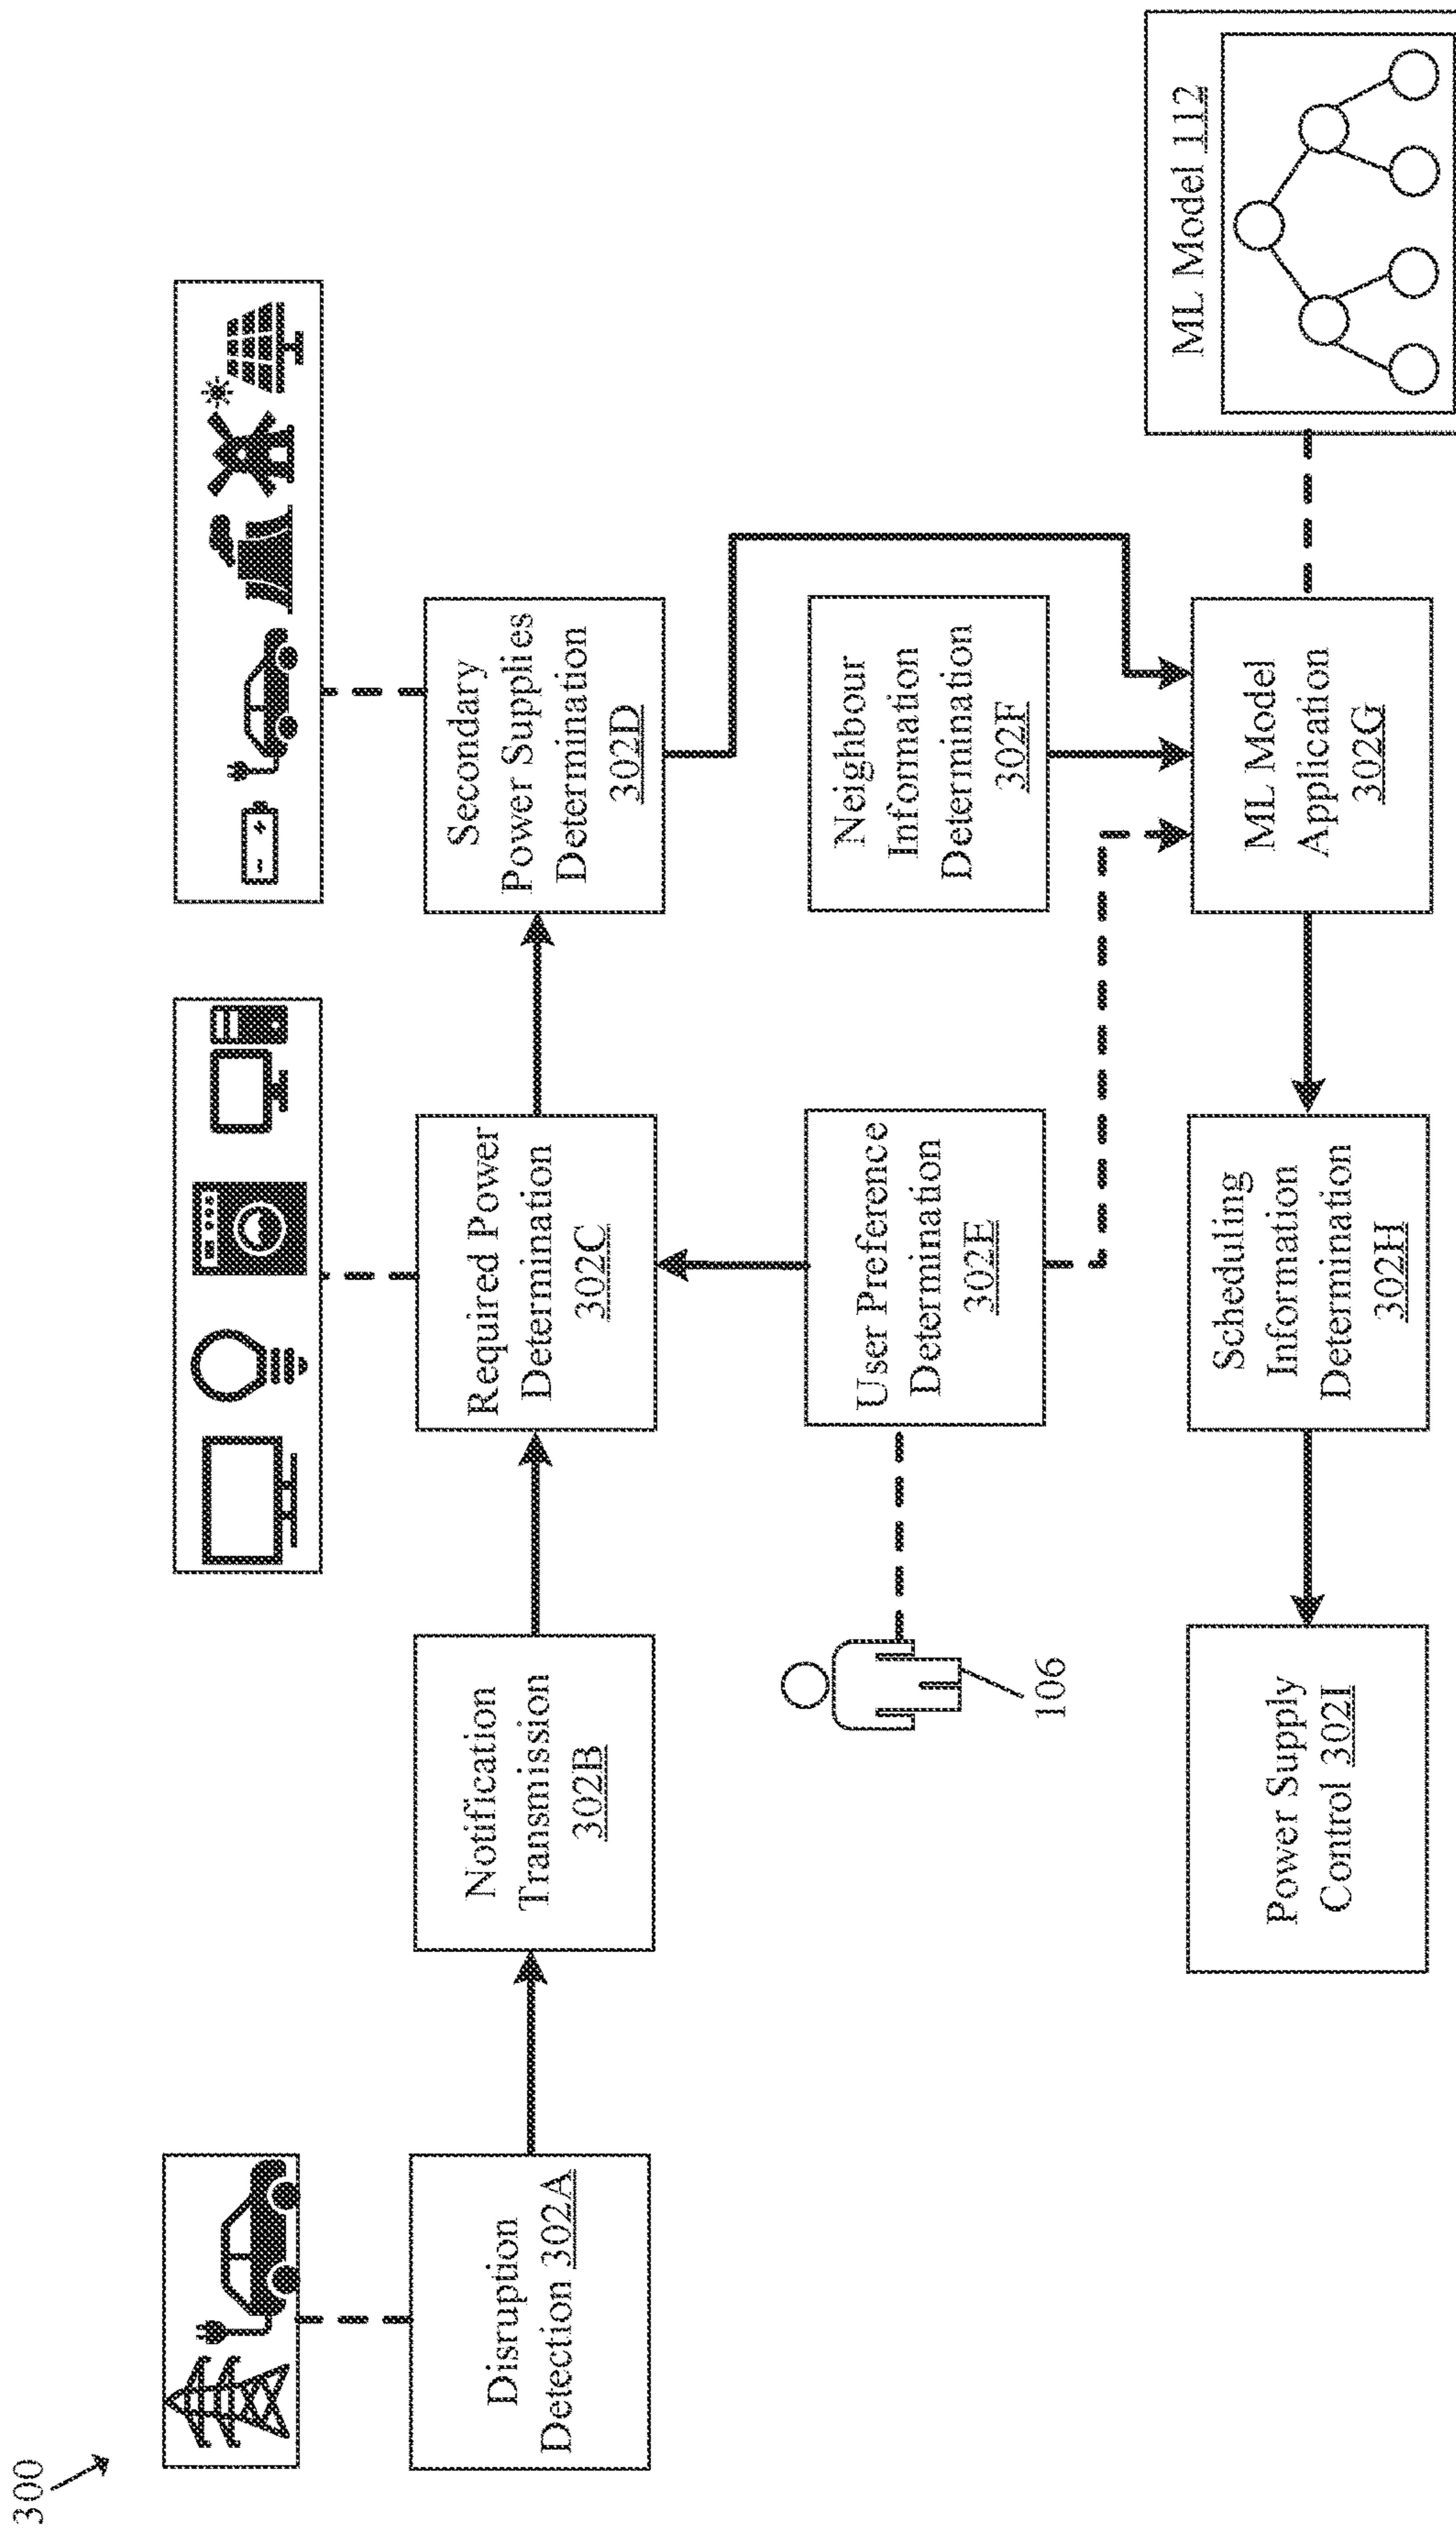 300
Disruption
Detection 302A
Notification
Transmission
302B
Required Power
Determination
302C
Secondary
Power Supplies
Determination
302D
106
User Preference
Determination
302E
Neighbour
Information
Determination
302F
Power Supply
Control 302I
Scheduling
Information
Determination
302H
ML Model
Application
302G
ML Model 112